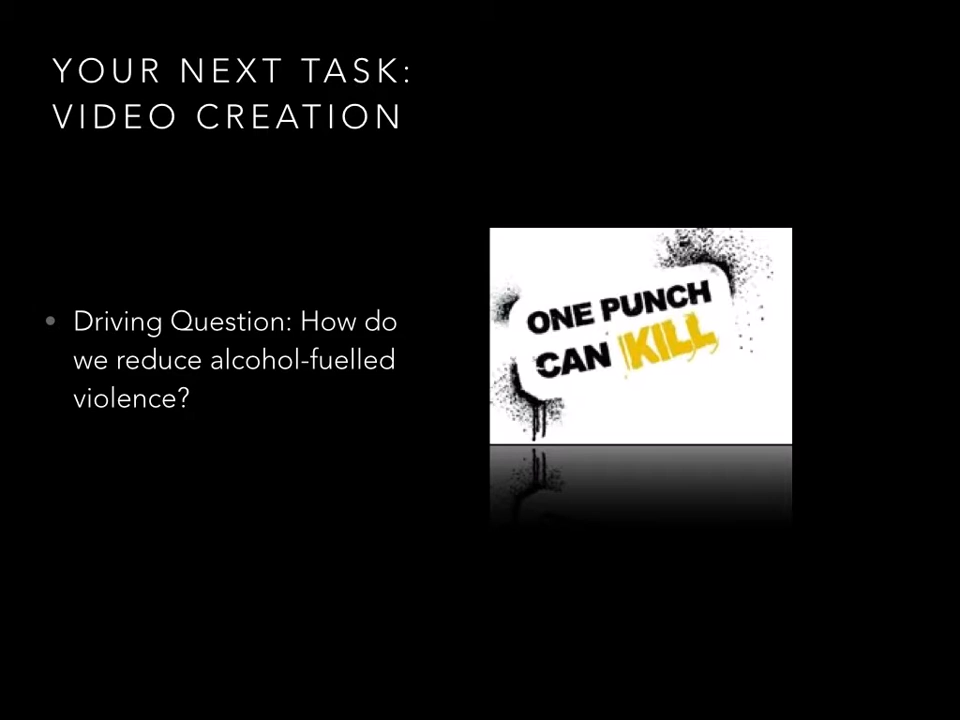 YOUR NEXT TASK:
VIDEO CREATION
• Driving Question: How do
we reduce alcohol-fuelled
violence?
ONE PUNCH
CAN KILL